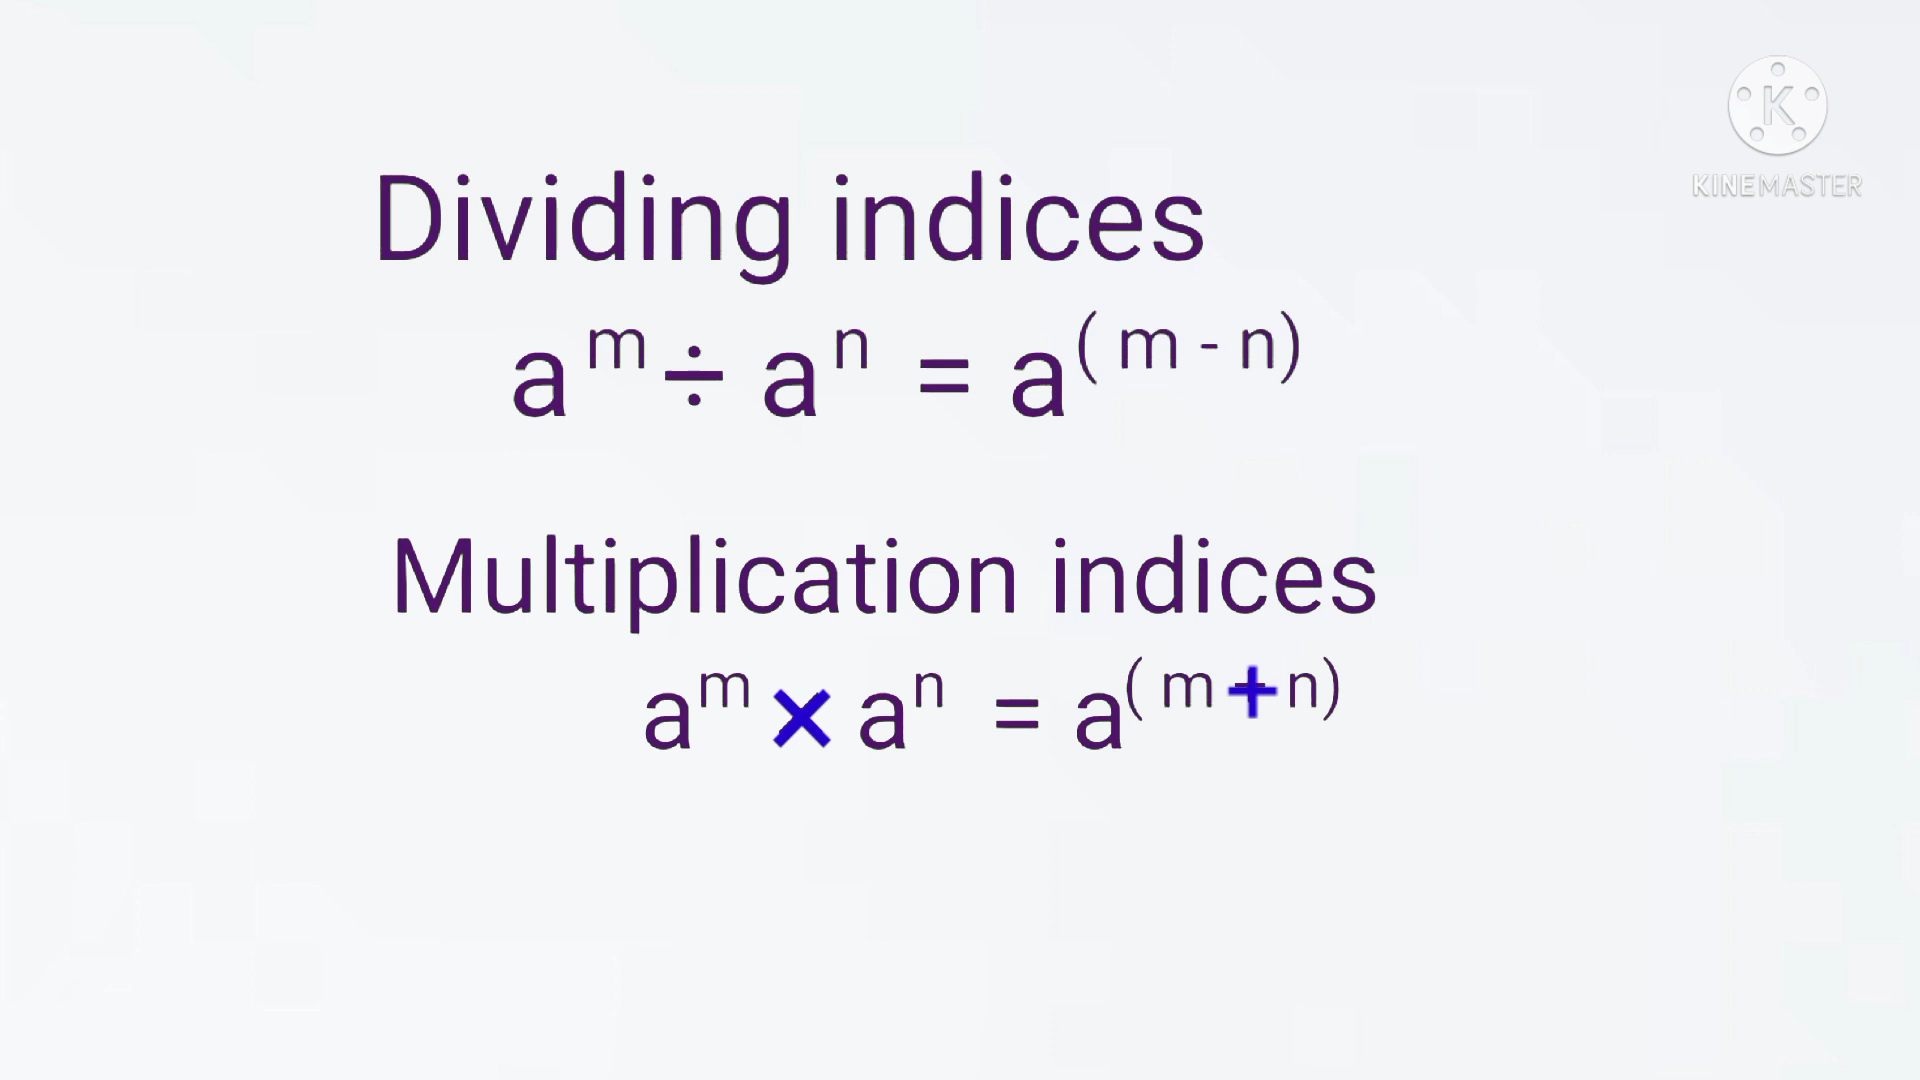 K
KINEMASTER
Dividing indices
a^m ÷ a^n = a^( m - n)
Multiplication indices
a^m × a^n = a^( m + n)